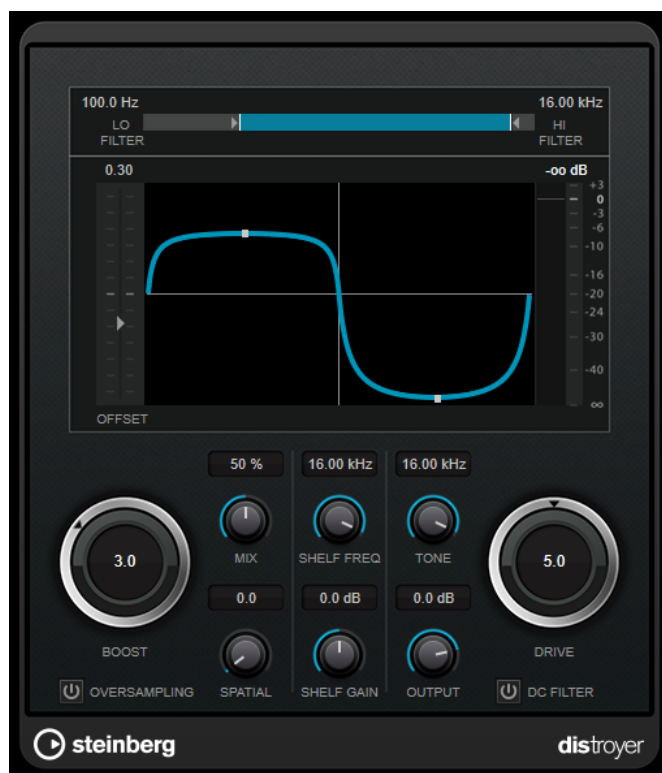 100.0 Hz 16.00 kHz
LO HI
FILTER FILTER
0.30 -oo dB
+3
0
-3
-6
-10
-16
-20
-24
-30
-40
∞
OFFSET
50 % 16.00 kHz 16.00 kHz
3.0 5.0
MIX SHELF FREQ TONE
0.0 0.0 dB 0.0 dB
BOOST DRIVE
OVERSAMPLING SPATIAL SHELF GAIN OUTPUT DC FILTER
steinberg distroyer